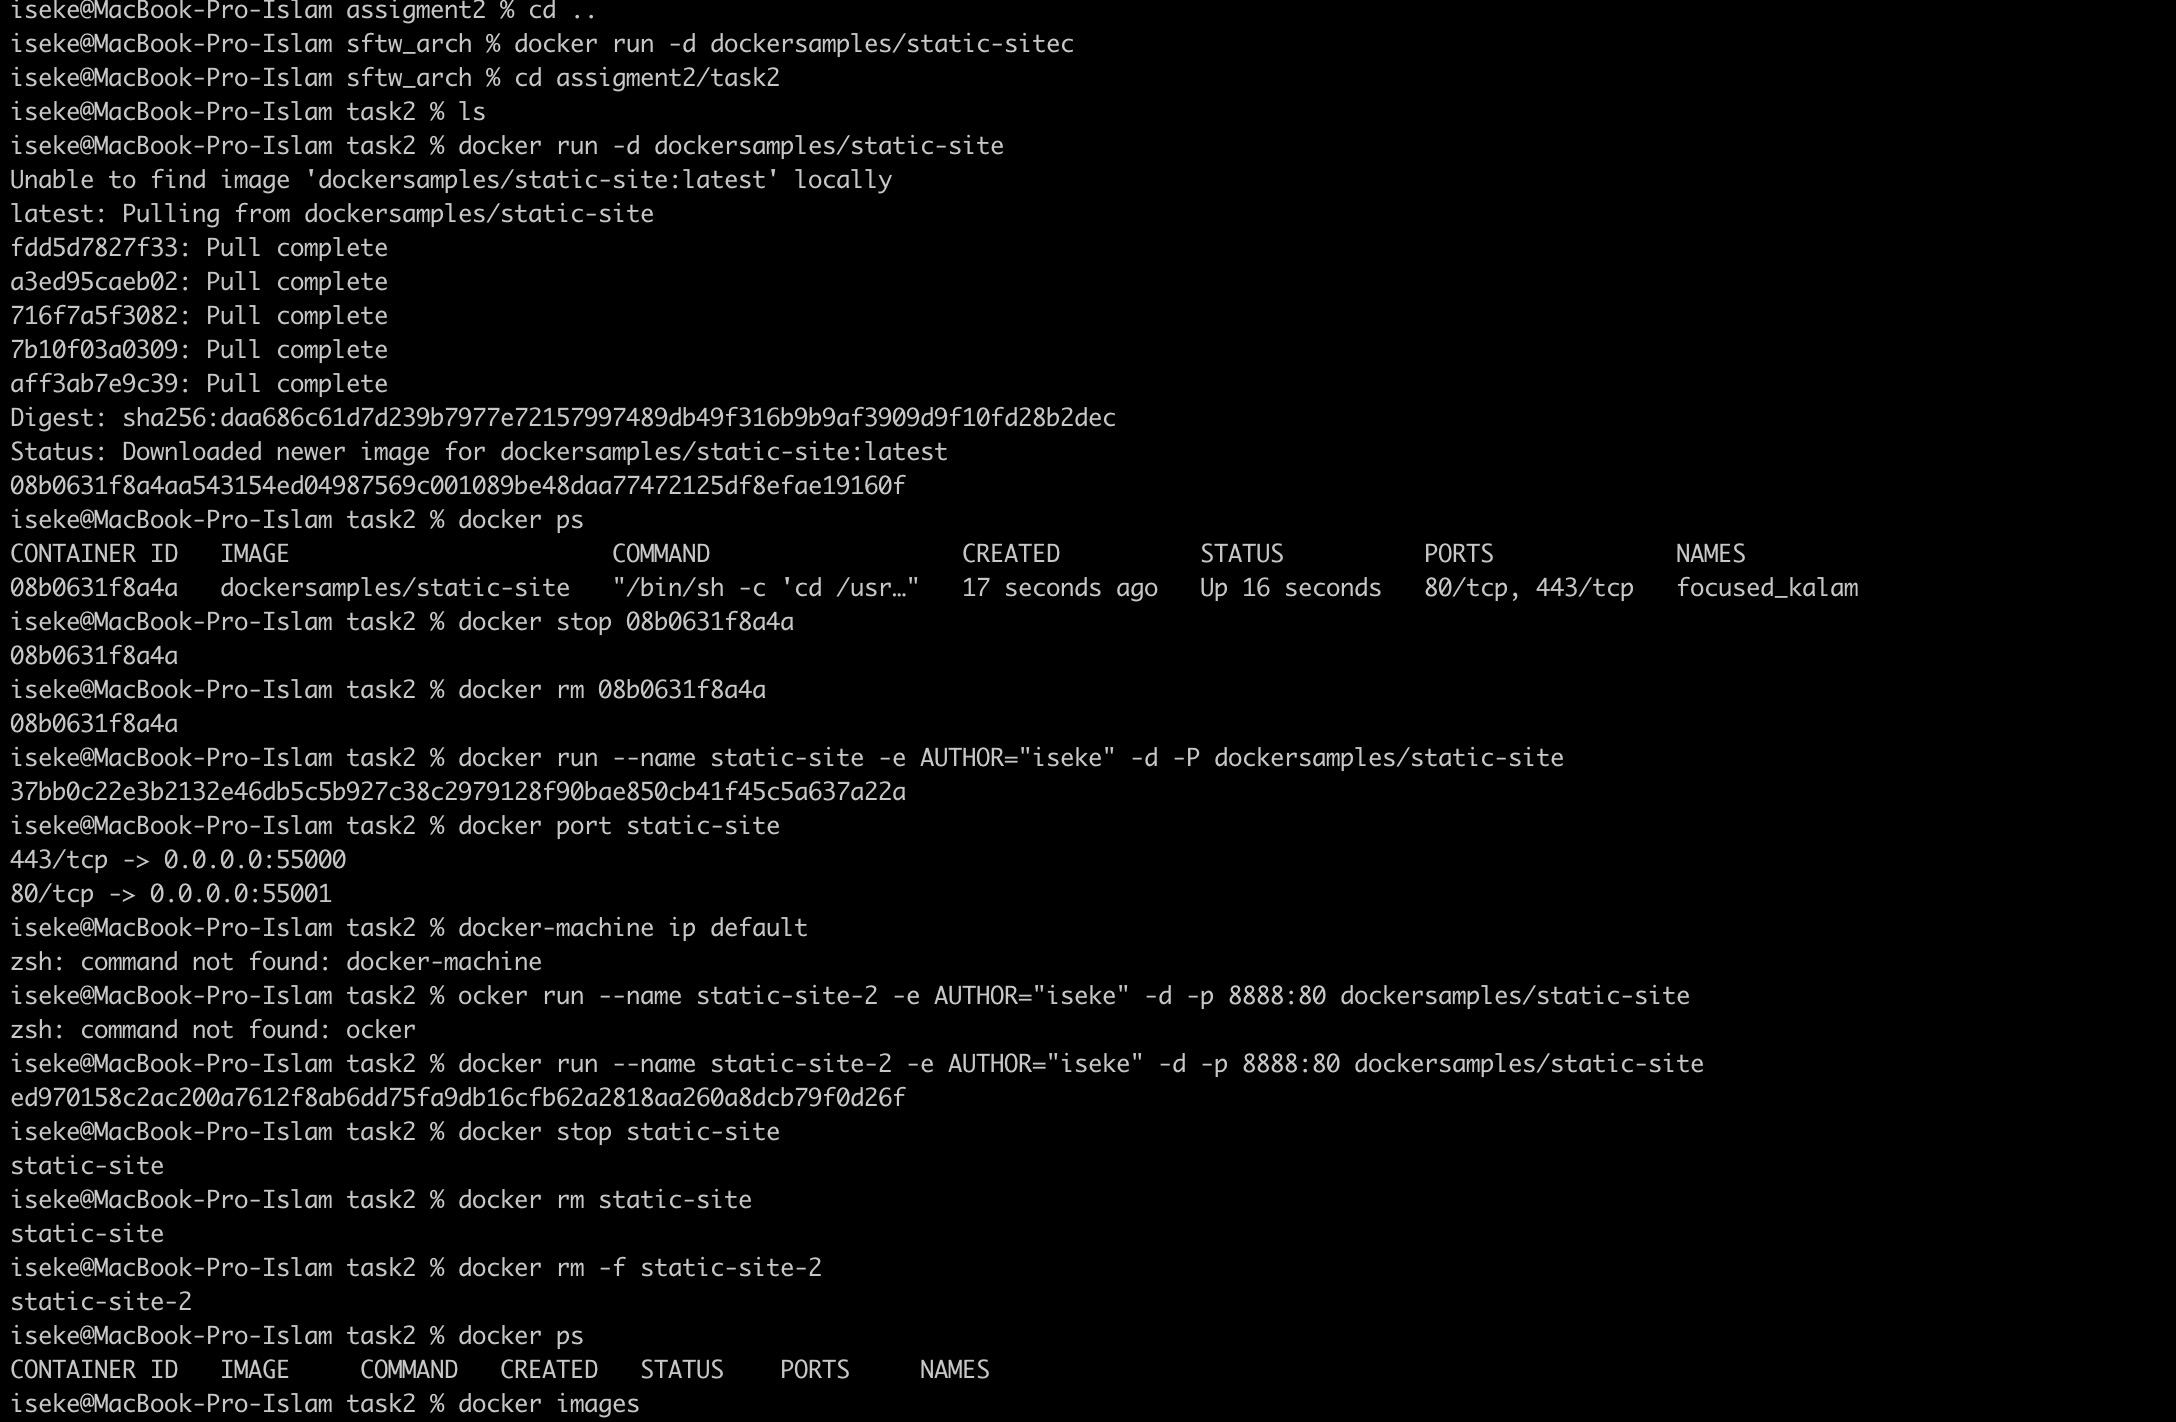 iseke@MacBook-Pro-Islam assigment2 % cd ..
iseke@MacBook-Pro-Islam sftw_arch % docker run -d dockersamples/static-sitec
iseke@MacBook-Pro-Islam sftw_arch % cd assigment2/task2
iseke@MacBook-Pro-Islam task2 % ls
iseke@MacBook-Pro-Islam task2 % docker run -d dockersamples/static-site
Unable to find image 'dockersamples/static-site:latest' locally
latest: Pulling from dockersamples/static-site
fdd5d7827f33: Pull complete
a3ed95caeb02: Pull complete
716f7a5f3082: Pull complete
7b10f03a0309: Pull complete
aff3ab7e9c39: Pull complete
Digest: sha256:daa686c61d7d239b7977e72157997489db49f316b9b9af3909d9f10fd28b2dec
Status: Downloaded newer image for dockersamples/static-site:latest
08b0631f8a4aa543154ed04987569c001089be48daa77472125df8efae19160f
iseke@MacBook-Pro-Islam task2 % docker ps
CONTAINER ID   IMAGE                       COMMAND                  CREATED          STATUS          PORTS             NAMES
08b0631f8a4a   dockersamples/static-site   "/bin/sh -c 'cd /usr…"   17 seconds ago   Up 16 seconds   80/tcp, 443/tcp   focused_kalam
iseke@MacBook-Pro-Islam task2 % docker stop 08b0631f8a4a
08b0631f8a4a
iseke@MacBook-Pro-Islam task2 % docker rm 08b0631f8a4a
08b0631f8a4a
iseke@MacBook-Pro-Islam task2 % docker run --name static-site -e AUTHOR="iseke" -d -P dockersamples/static-site
37bb0c22e3b2132e46db5c5b927c38c2979128f90bae850cb41f45c5a637a22a
iseke@MacBook-Pro-Islam task2 % docker port static-site
443/tcp -> 0.0.0.0:55000
80/tcp -> 0.0.0.0:55001
iseke@MacBook-Pro-Islam task2 % docker-machine ip default
zsh: command not found: docker-machine
iseke@MacBook-Pro-Islam task2 % ocker run --name static-site-2 -e AUTHOR="iseke" -d -p 8888:80 dockersamples/static-site
zsh: command not found: ocker
iseke@MacBook-Pro-Islam task2 % docker run --name static-site-2 -e AUTHOR="iseke" -d -p 8888:80 dockersamples/static-site
ed970158c2ac200a7612f8ab6dd75fa9db16cfb62a2818aa260a8dcb79f0d26f
iseke@MacBook-Pro-Islam task2 % docker stop static-site
static-site
iseke@MacBook-Pro-Islam task2 % docker rm static-site
static-site
iseke@MacBook-Pro-Islam task2 % docker rm -f static-site-2
static-site-2
iseke@MacBook-Pro-Islam task2 % docker ps
CONTAINER ID   IMAGE     COMMAND   CREATED   STATUS    PORTS     NAMES
iseke@MacBook-Pro-Islam task2 % docker images